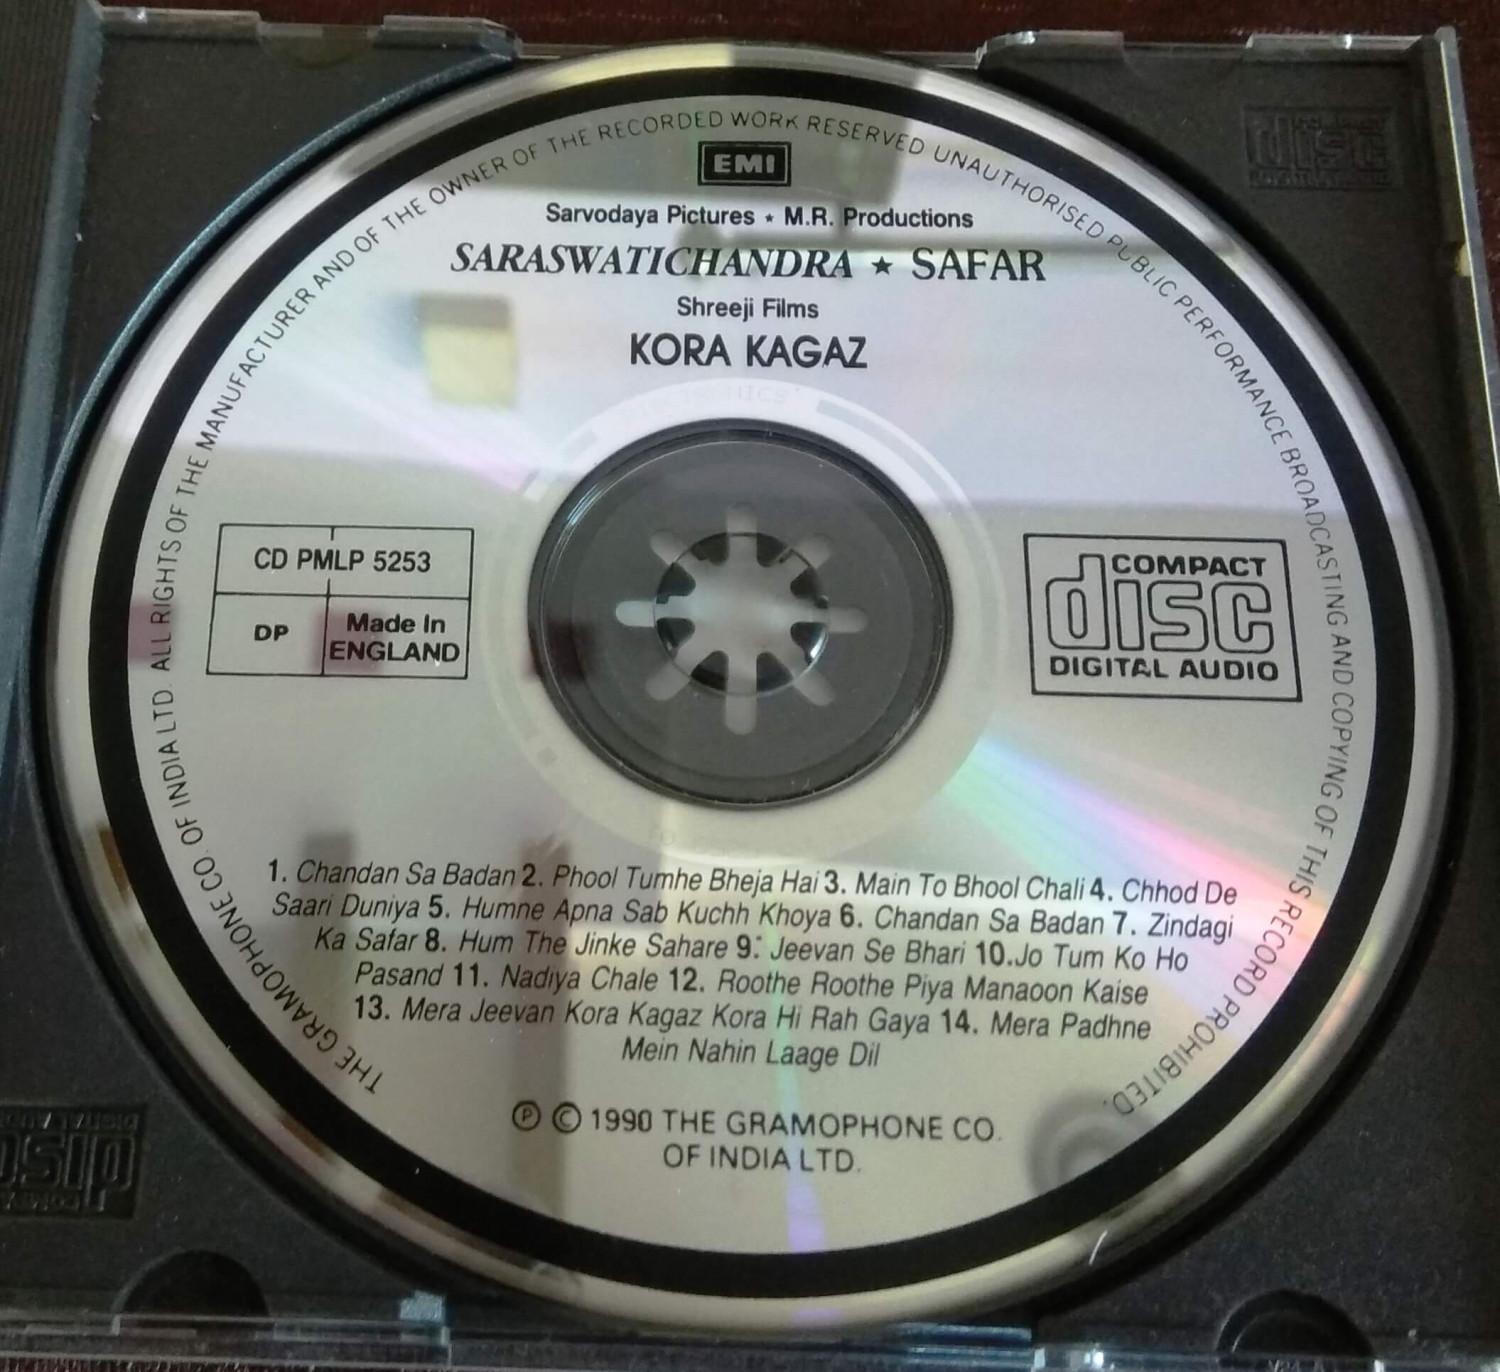 THE GRAMOPHONE CO. OF INDIA LTD. ALL RIGHTS OF THE MANUFACTURER AND OF THE OWNER OF THE RECORDED WORK RESERVED UNAUTHORISED PUBLIC PERFORMANCE BROADCASTING AND COPYING OF THIS RECORD PROHIBITED.
EMI
Sarvodaya Pictures ★ M.R. Productions
SARASWATICHANDRA ★ SAFAR
Shreeji Films
KORA KAGAZ
CD PMLP 5253
DP
Made In
ENGLAND
COMPACT
disc
DIGITAL AUDIO
1. Chandan Sa Badan 2. Phool Tumhe Bheja Hai 3. Main To Bhool Chali 4. Chhod De
Saari Duniya 5. Humne Apna Sab Kuchh Khoya 6. Chandan Sa Badan 7. Zindagi
Ka Safar 8. Hum The Jinke Sahare 9. Jeevan Se Bhari 10.Jo Tum Ko Ho
Pasand 11. Nadiya Chale 12. Roothe Roothe Piya Manaoon Kaise
13. Mera Jeevan Kora Kagaz Kora Hi Rah Gaya 14. Mera Padhne
Mein Nahin Laage Dil
Ⓟ © 1990 THE GRAMOPHONE CO.
OF INDIA LTD.
disc
disc
DIGITAL AUDIO